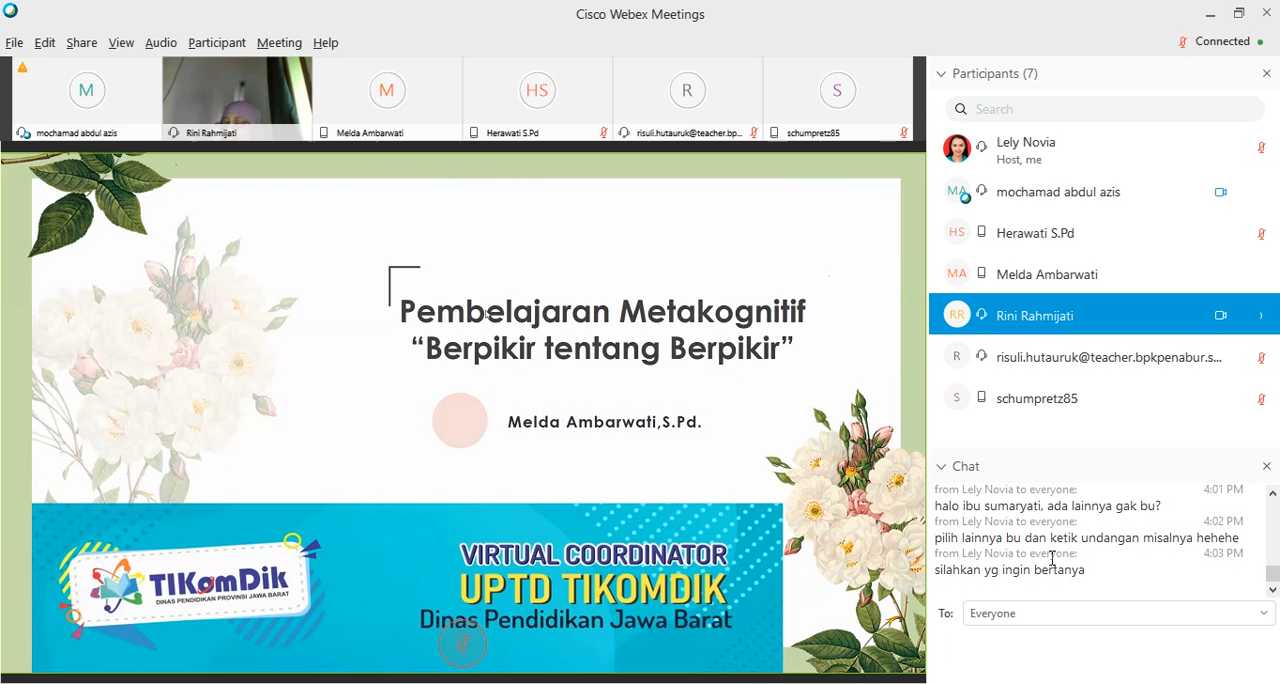 Cisco Webex Meetings
File Edit Share View Audio Participant Meeting Help
Connected
M
mochamad abdul azis
Rini Rahmijati
M
Melda Ambarwati
HS
Herawati S.Pd
R
risuli.hutauruk@teacher.bp...
S
schumpretz85
Pembelajaran Metakognitif
“Berpikir tentang Berpikir”
Melda Ambarwati,S.Pd.
TIKomDik
DINAS PENDIDIKAN PROVINSI JAWA BARAT
VIRTUAL COORDINATOR
UPTD TIKOMDIK
Dinas Pendidikan Jawa Barat
Participants (7)
Search
Lely Novia
Host, me
MA mochamad abdul azis
HS Herawati S.Pd
MA Melda Ambarwati
RR Rini Rahmijati
R risuli.hutauruk@teacher.bpkpenabur.s...
S schumpretz85
Chat
from Lely Novia to everyone: 4:01 PM
halo ibu sumaryati, ada lainnya gak bu?
from Lely Novia to everyone: 4:02 PM
pilih lainnya bu dan ketik undangan misalnya hehehe
from Lely Novia to everyone: 4:03 PM
silahkan yg ingin bertanya
To: Everyone